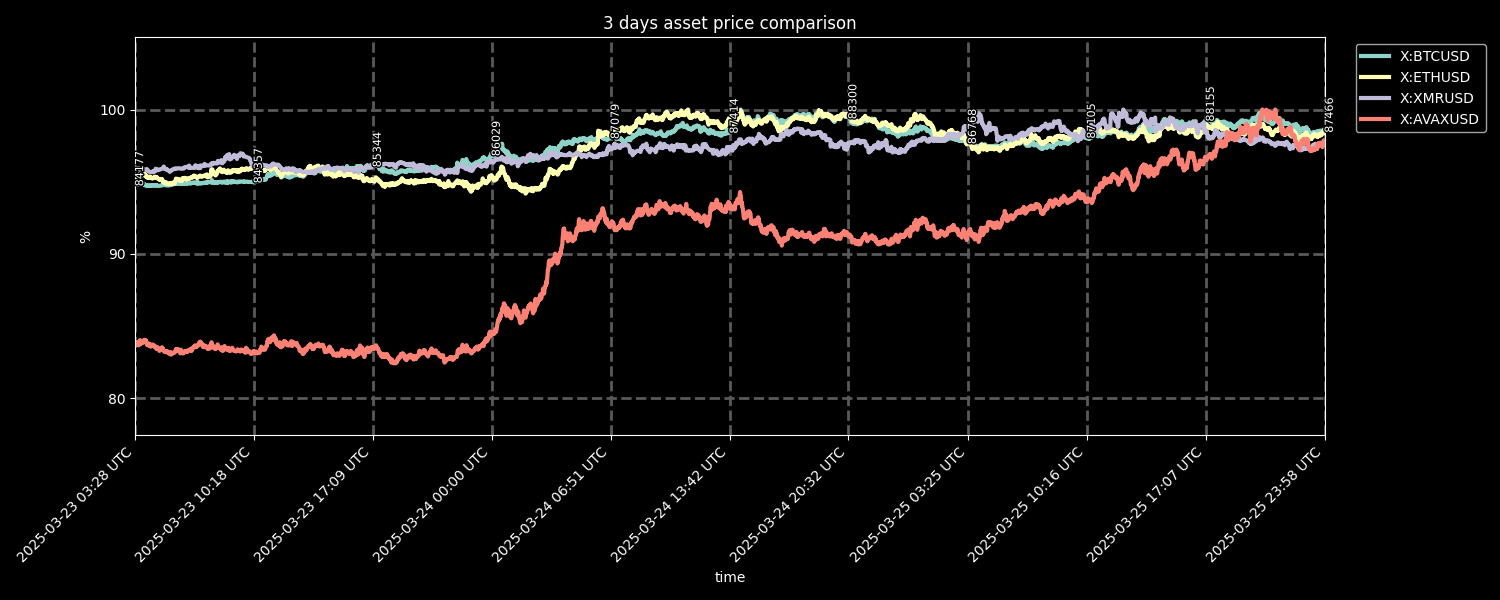 3 days asset price comparison
X:BTCUSD
X:ETHUSD
X:XMRUSD
X:AVAXUSD
100
90
80
%
84177
84357
85344
86029
87079
87414
88300
86768
87105
88155
87466
2025-03-23 03:28 UTC
2025-03-23 10:18 UTC
2025-03-23 17:09 UTC
2025-03-24 00:00 UTC
2025-03-24 06:51 UTC
2025-03-24 13:42 UTC
2025-03-24 20:32 UTC
2025-03-25 03:25 UTC
2025-03-25 10:16 UTC
2025-03-25 17:07 UTC
2025-03-25 23:58 UTC
time